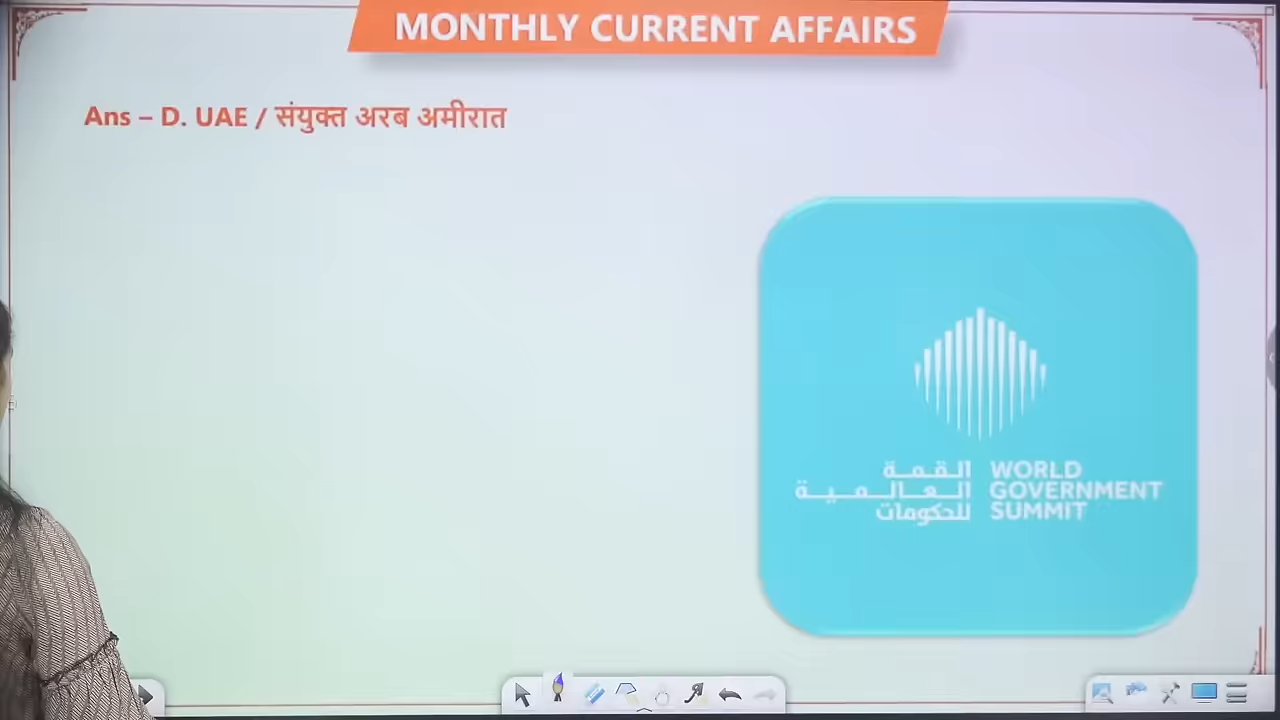 MONTHLY CURRENT AFFAIRS
Ans – D. UAE / संयुक्त अरब अमीरात
القمة
العالمية
للحكومات
WORLD
GOVERNMENT
SUMMIT